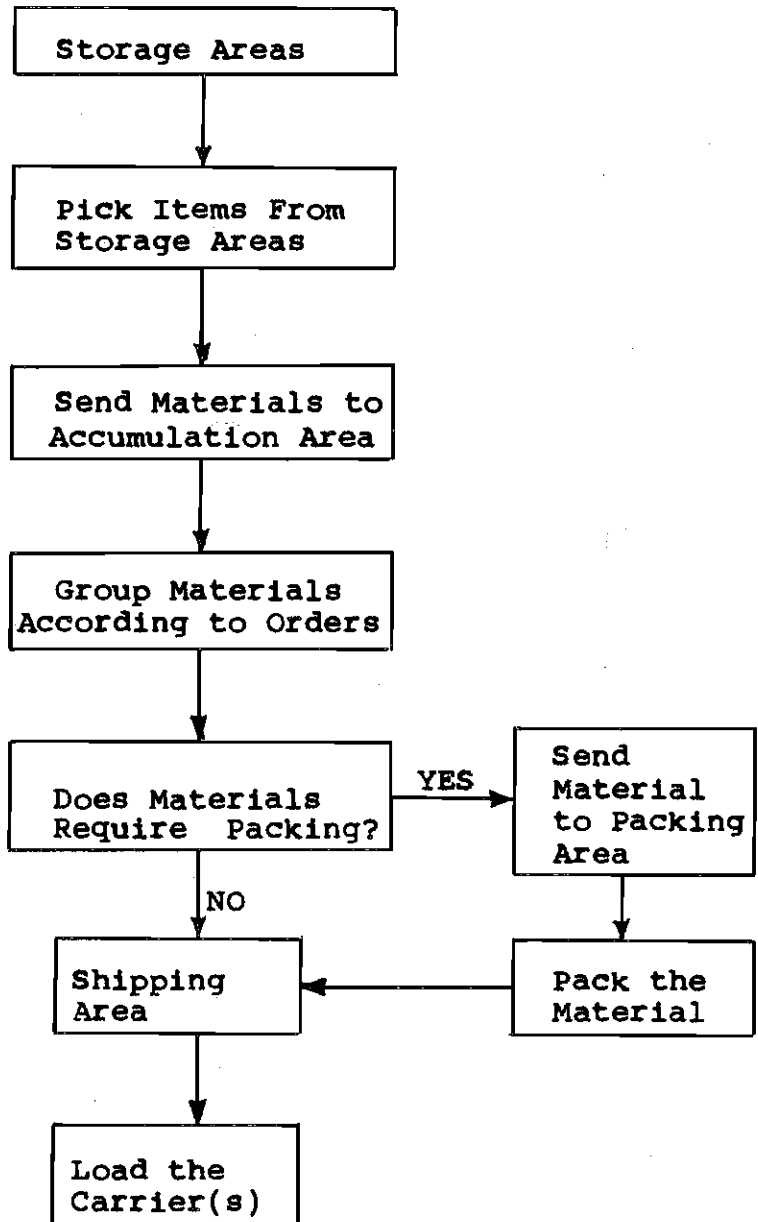 Storage Areas
Pick Items From
Storage Areas
Send Materials to
Accumulation Area
Group Materials
According to Orders
Does Materials
Require Packing?
YES
Send
Material
to Packing
Area
NO
Shipping
Area
Pack the
Material
Load the
Carrier(s)